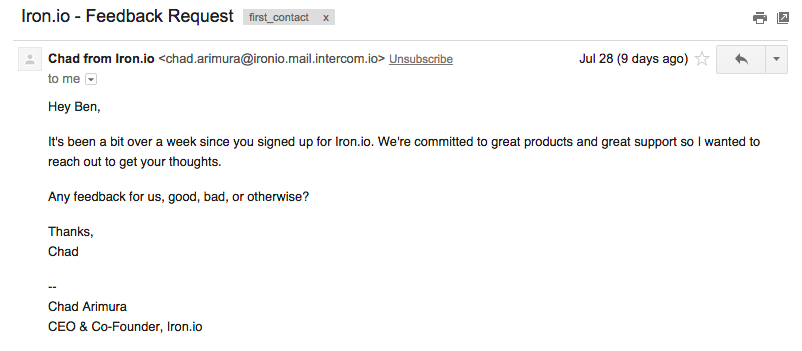 Iron.io - Feedback Request first_contact x
Chad from Iron.io <chad.arimura@ironio.mail.intercom.io> Unsubscribe Jul 28 (9 days ago)
to me
Hey Ben,
It's been a bit over a week since you signed up for Iron.io. We're committed to great products and great support so I wanted to
reach out to get your thoughts.
Any feedback for us, good, bad, or otherwise?
Thanks,
Chad
--
Chad Arimura
CEO & Co-Founder, Iron.io